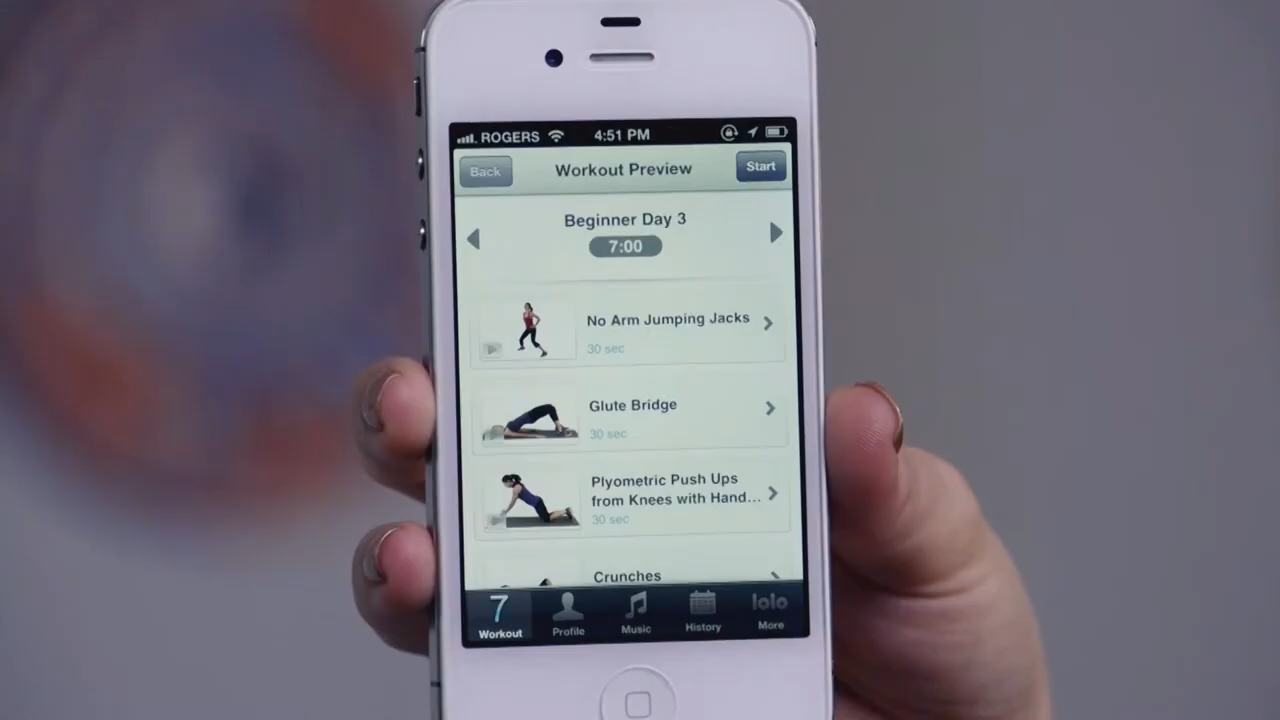 ROGERS 4:51 PM
Back Workout Preview Start
Beginner Day 3
7:00
No Arm Jumping Jacks
30 sec
Glute Bridge
30 sec
Plyometric Push Ups
from Knees with Hand...
30 sec
Crunches
7 lolo
Workout Profile Music History More